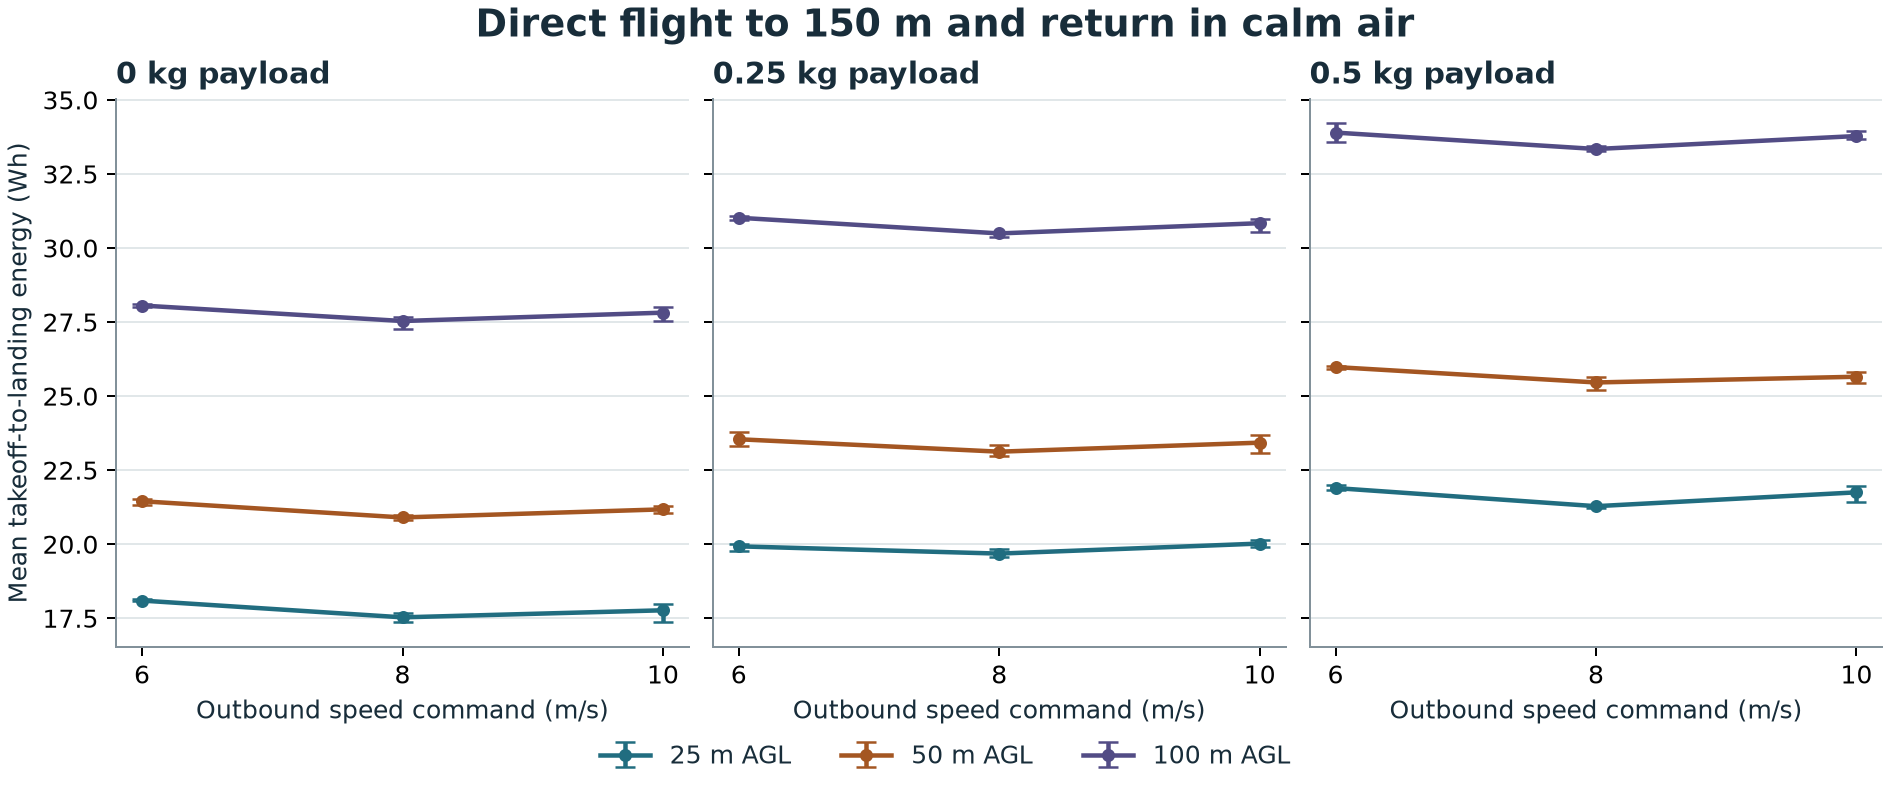 Direct flight to 150 m and return in calm air
0 kg payload
0.25 kg payload
0.5 kg payload
Mean takeoff-to-landing energy (Wh)
35.0
32.5
30.0
27.5
25.0
22.5
20.0
17.5
6 8 10
6 8 10
6 8 10
Outbound speed command (m/s)
Outbound speed command (m/s)
Outbound speed command (m/s)
25 m AGL 50 m AGL 100 m AGL